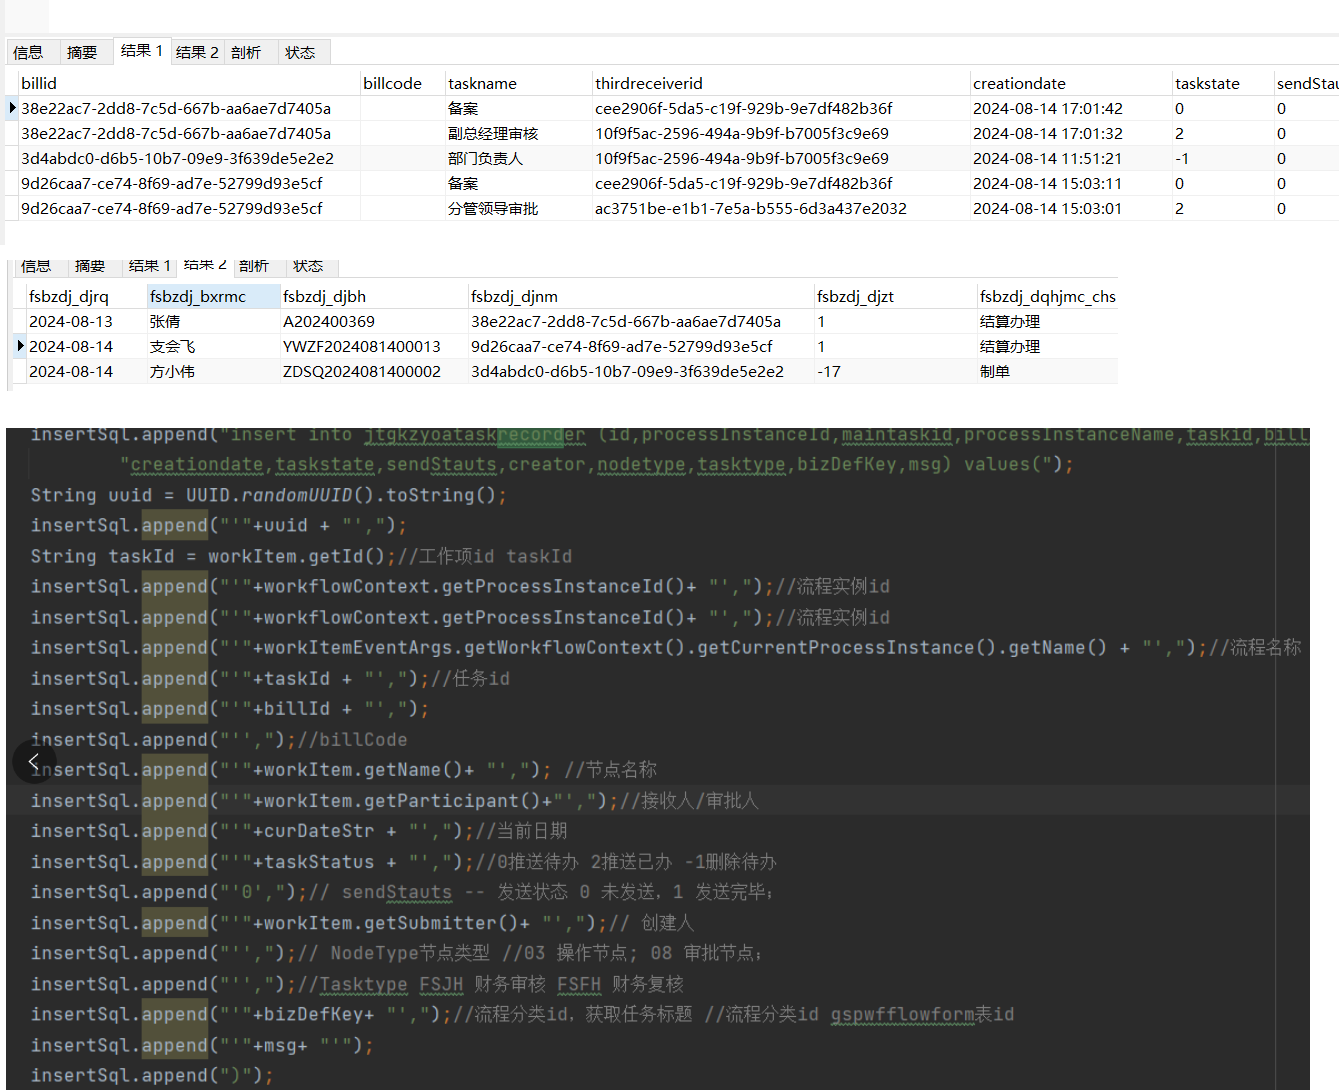 信息 摘要 结果 1 结果 2 剖析 状态
billid billcode taskname thirdreceiverid creationdate taskstate sendStau
38e22ac7-2dd8-7c5d-667b-aa6ae7d7405a 备案 cee2906f-5da5-c19f-929b-9e7df482b36f 2024-08-14 17:01:42 0 0
38e22ac7-2dd8-7c5d-667b-aa6ae7d7405a 副总经理审核 10f9f5ac-2596-494a-9b9f-b7005f3c9e69 2024-08-14 17:01:32 2 0
3d4abdc0-d6b5-10b7-09e9-3f639de5e2e2 部门负责人 10f9f5ac-2596-494a-9b9f-b7005f3c9e69 2024-08-14 11:51:21 -1 0
9d26caa7-ce74-8f69-ad7e-52799d93e5cf 备案 cee2906f-5da5-c19f-929b-9e7df482b36f 2024-08-14 15:03:11 0 0
9d26caa7-ce74-8f69-ad7e-52799d93e5cf 分管领导审批 ac3751be-e1b1-7e5a-b555-6d3a437e2032 2024-08-14 15:03:01 2 0
信息 摘要 结果 1 结果 2 剖析 状态
fsbzdj_djrq fsbzdj_bxrmc fsbzdj_djbh fsbzdj_djnm fsbzdj_djzt fsbzdj_dqhjmc_chs
2024-08-13 张倩 A202400369 38e22ac7-2dd8-7c5d-667b-aa6ae7d7405a 1 结算办理
2024-08-14 支会飞 YWZF2024081400013 9d26caa7-ce74-8f69-ad7e-52799d93e5cf 1 结算办理
2024-08-14 方小伟 ZDSQ2024081400002 3d4abdc0-d6b5-10b7-09e9-3f639de5e2e2 -17 制单
insertSql.append("insert into jtgkzyoataskrecorder (id,processInstanceId,maintaskid,processInstanceName,taskid,bill
"creationdate,taskstate,sendStauts,creator,nodetype,tasktype,bizDefKey,msg) values(");
String uuid = UUID.randomUUID().toString();
insertSql.append("'"+uuid + "',");
String taskId = workItem.getId();//工作项id taskId
insertSql.append("'"+workflowContext.getProcessInstanceId()+ "',");//流程实例id
insertSql.append("'"+workflowContext.getProcessInstanceId()+ "',");//流程实例id
insertSql.append("'"+workItemEventArgs.getWorkflowContext().getCurrentProcessInstance().getName() + "',");//流程名称
insertSql.append("'"+taskId + "',");//任务id
insertSql.append("'"+billId + "',");
insertSql.append("'',");//billCode
insertSql.append("'"+workItem.getName()+ "',"); //节点名称
insertSql.append("'"+workItem.getParticipant()+"',");//接收人/审批人
insertSql.append("'"+curDateStr + "',");//当前日期
insertSql.append("'"+taskStatus + "',");//0推送待办 2推送已办 -1删除待办
insertSql.append("'0',");// sendStauts -- 发送状态 0 未发送，1 发送完毕；
insertSql.append("'"+workItem.getSubmitter()+ "',");// 创建人
insertSql.append("'',");// NodeType节点类型 //03 操作节点; 08 审批节点；
insertSql.append("'',");//Tasktype FSJH 财务审核 FSFH 财务复核
insertSql.append("'"+bizDefKey+ "',");//流程分类id，获取任务标题 //流程分类id gspwfflowform表id
insertSql.append("'"+msg+ "'");
insertSql.append(")");